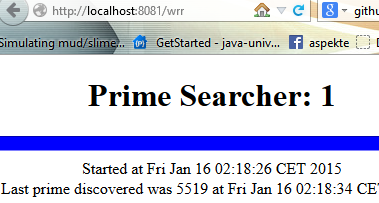 http://localhost:8081/wrr
githu
Simulating mud/slime...
GetStarted - java-univ...
aspekte
Prime Searcher: 1
Started at Fri Jan 16 02:18:26 CET 2015
Last prime discovered was 5519 at Fri Jan 16 02:18:34 CE